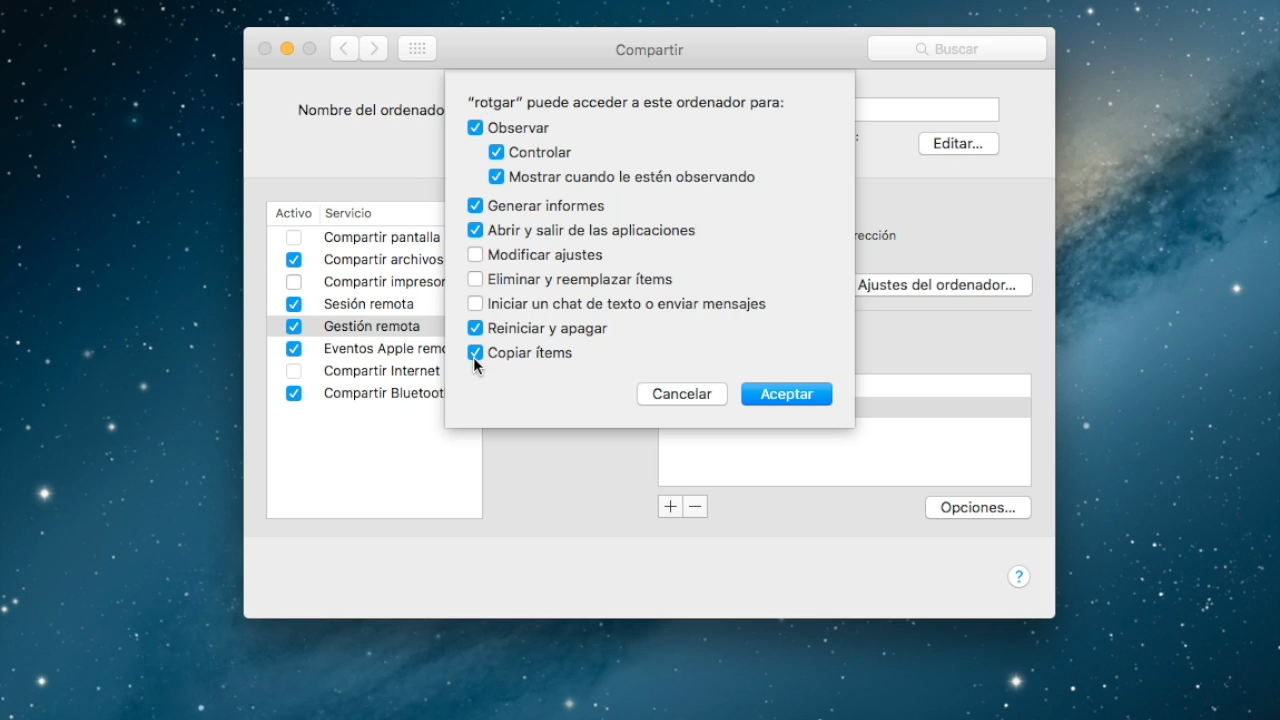 Compartir
Buscar
Nombre del ordenado
:
Editar...
"rotgar" puede acceder a este ordenador para:
Observar
Controlar
Mostrar cuando le estén observando
Generar informes
Abrir y salir de las aplicaciones
Modificar ajustes
Eliminar y reemplazar ítems
Iniciar un chat de texto o enviar mensajes
Reiniciar y apagar
Copiar ítems
Cancelar
Aceptar
Activo Servicio
Compartir pantalla
Compartir archivos
Compartir impresor
Sesión remota
Gestión remota
Eventos Apple remo
Compartir Internet
Compartir Bluetoot
rección
Ajustes del ordenador...
+ −
Opciones...
?